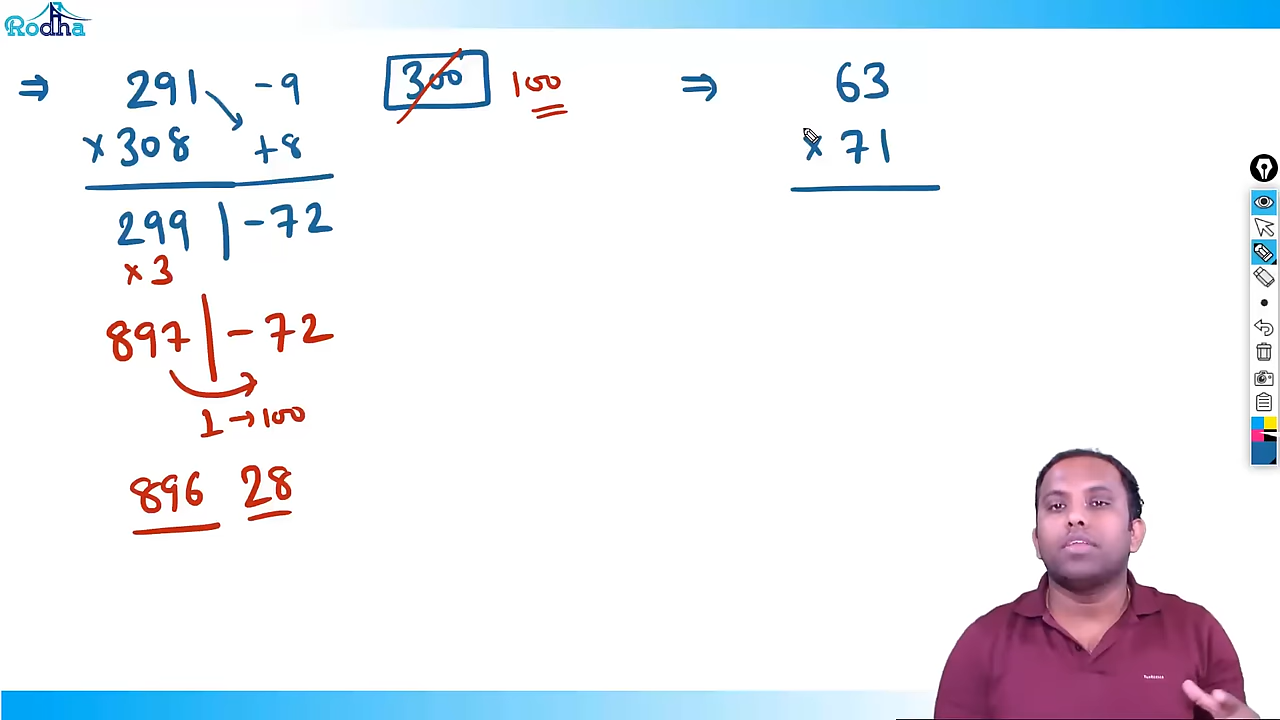 Rodha
⇒ 291 -9
× 308 +8
299 | -72
× 3
897 | -72
1 → 100
896 28
300 100
⇒ 63
× 71